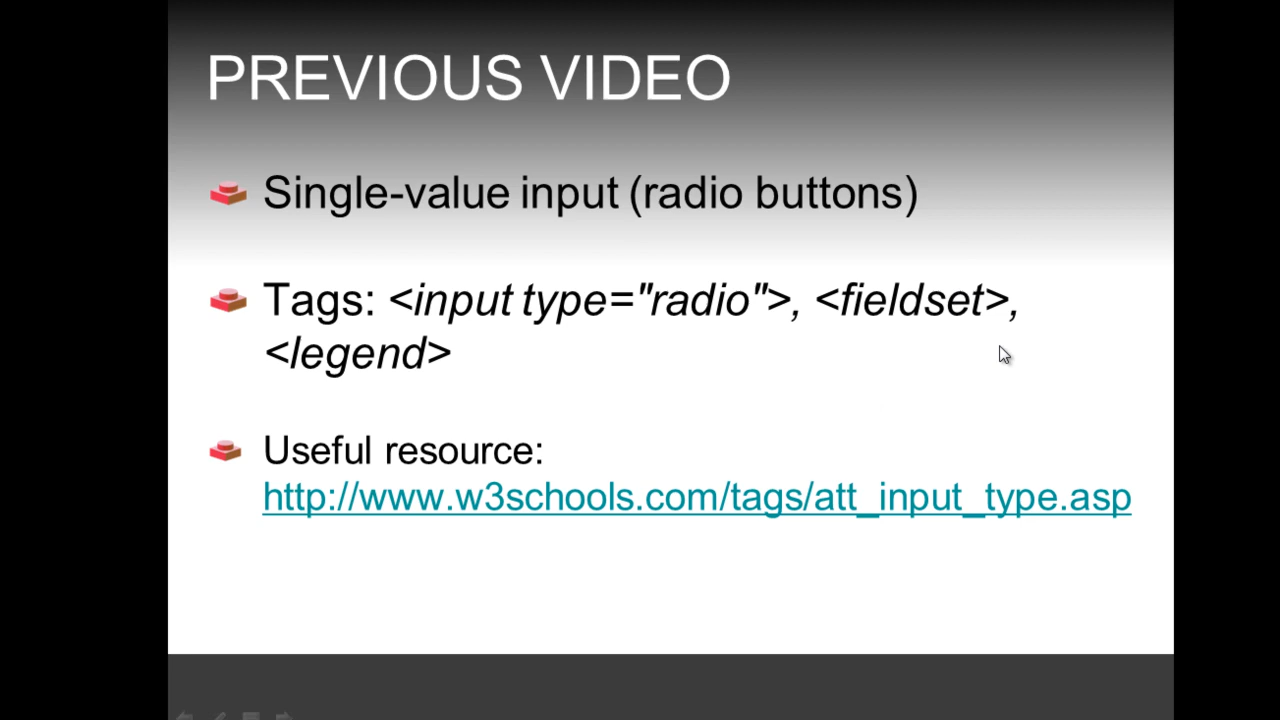 PREVIOUS VIDEO
Single-value input (radio buttons)
Tags: <input type="radio">, <fieldset>,
<legend>
Useful resource:
http://www.w3schools.com/tags/att_input_type.asp